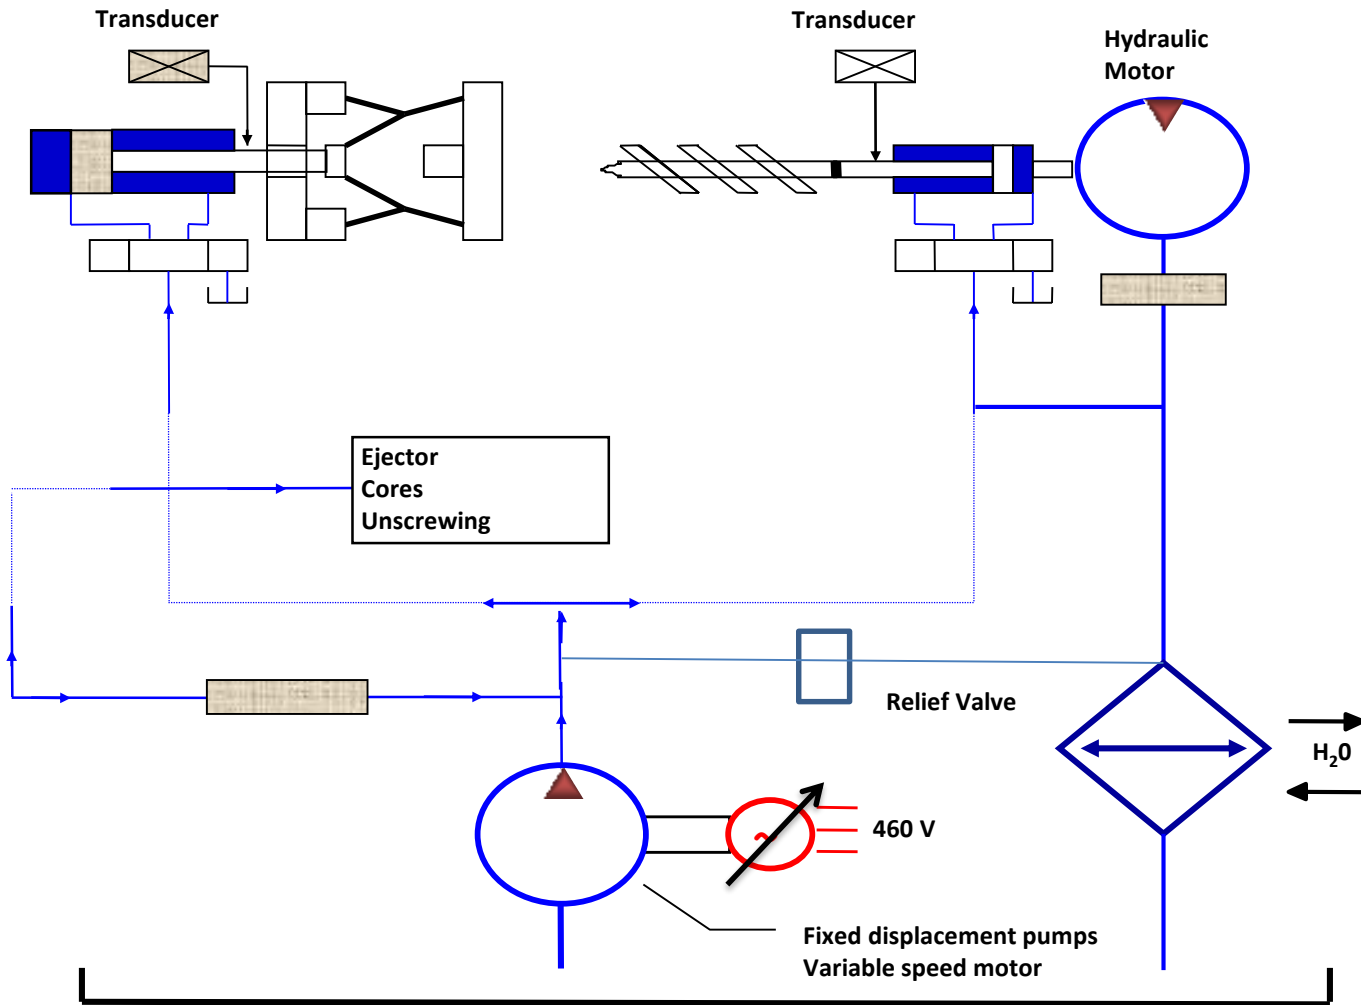 Transducer
Transducer
Hydraulic
Motor
Ejector
Cores
Unscrewing
Relief Valve
H₂0
460 V
Fixed displacement pumps
Variable speed motor